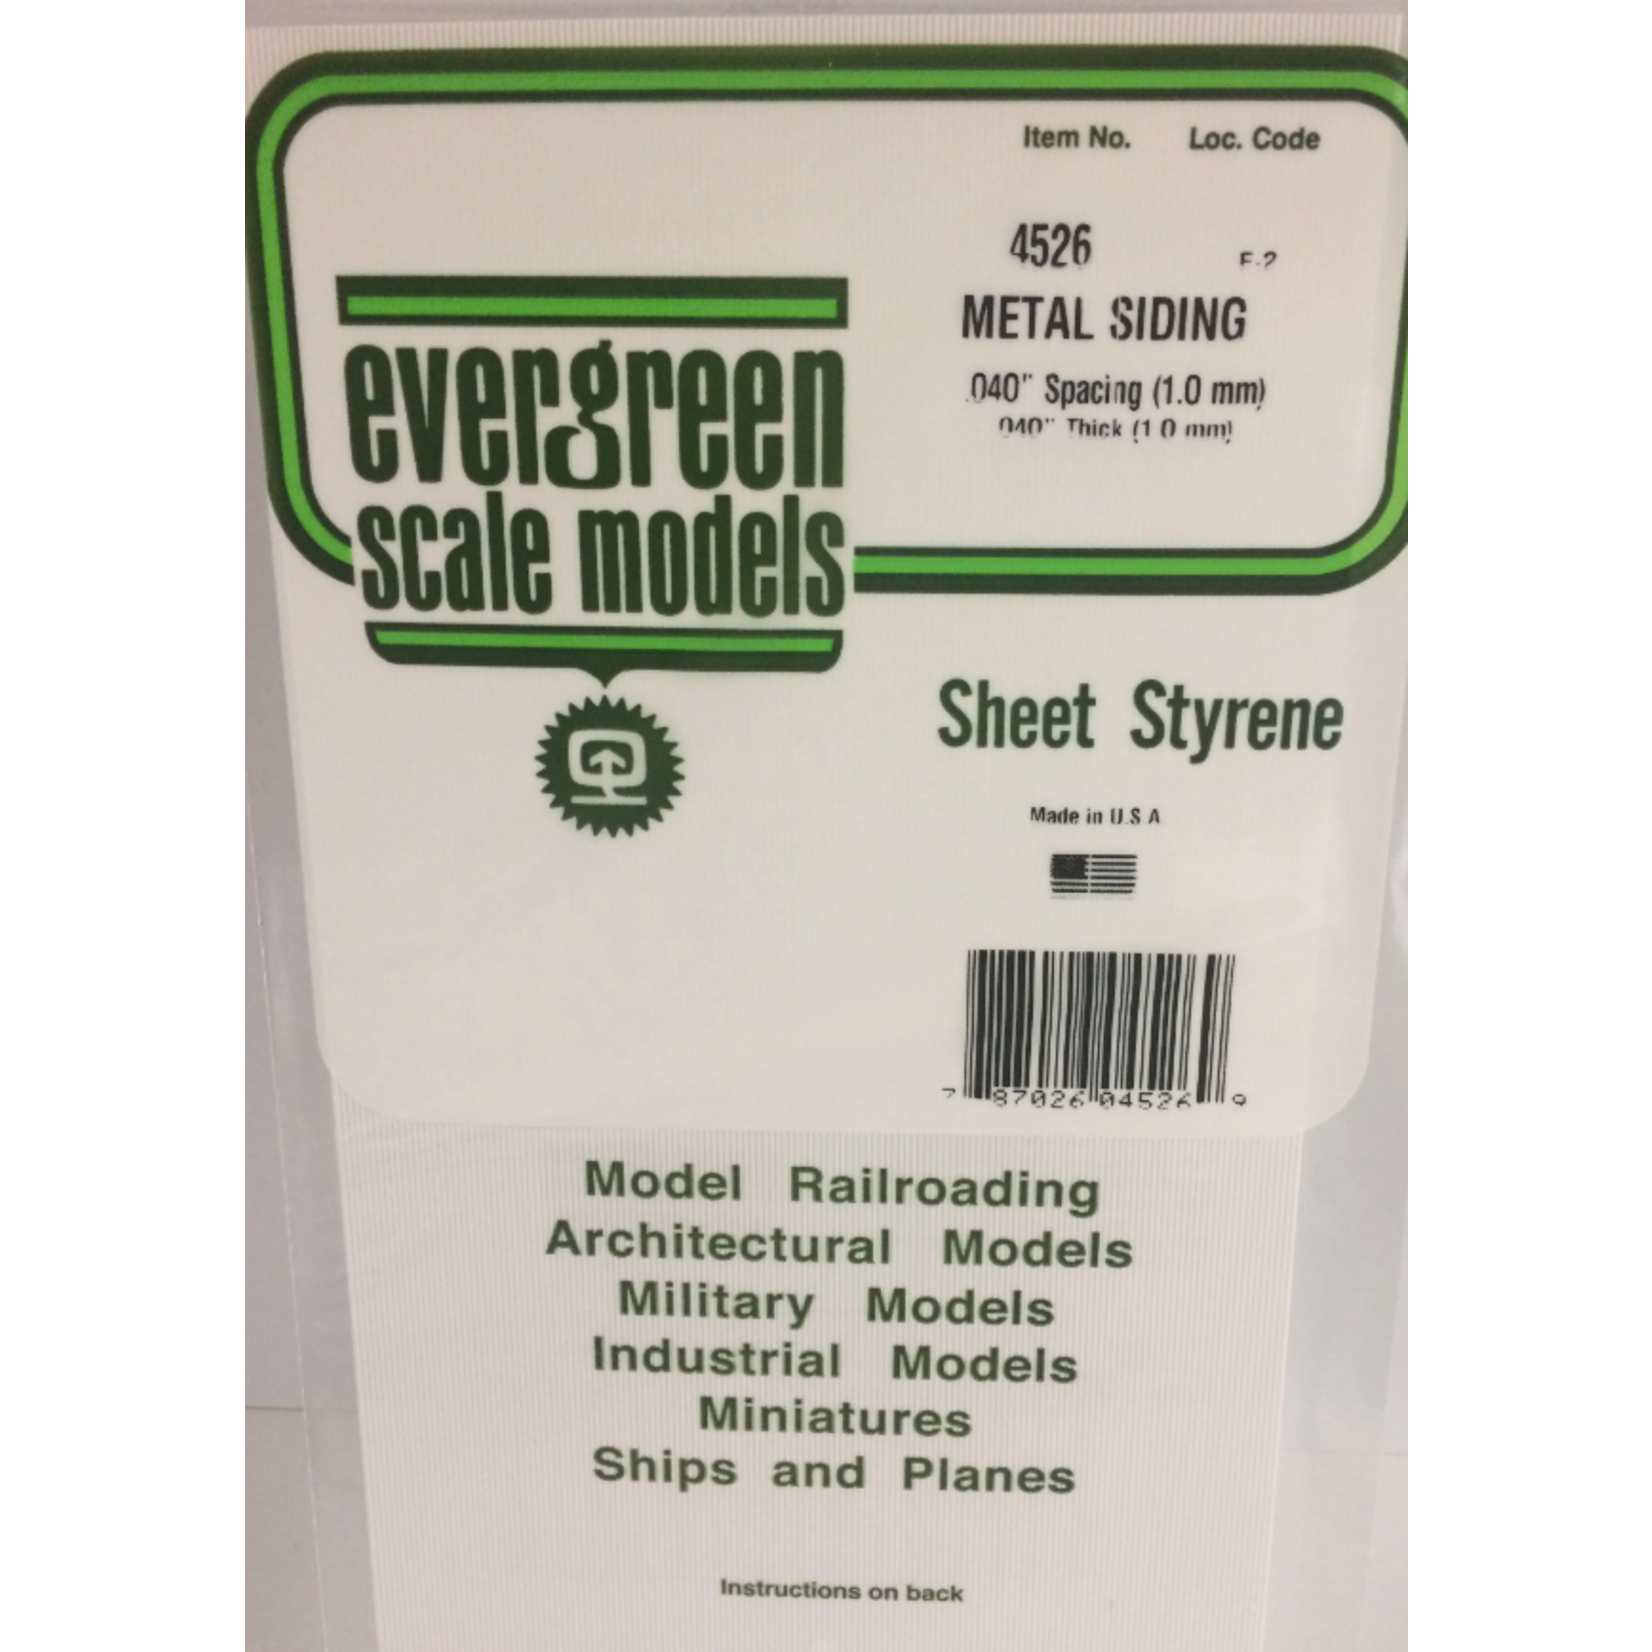 Item No. Loc. Code
4526 F-2
METAL SIDING
.040" Spacing (1.0 mm)
.040" Thick (1.0 mm)
evergreen
scale models
Sheet Styrene
Made in U.S.A
7 87026 04526 9
Model Railroading
Architectural Models
Military Models
Industrial Models
Miniatures
Ships and Planes
Instructions on back